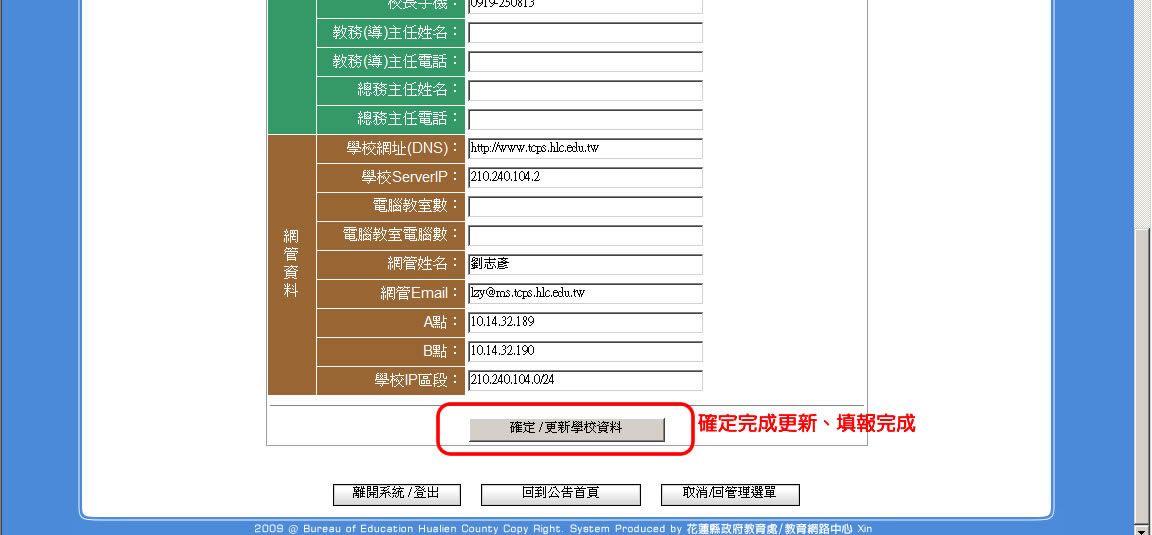 校長手機： 0919-250813
教務(導)主任姓名：
教務(導)主任電話：
總務主任姓名：
總務主任電話：
網管資料
學校網址(DNS)： http://www.tcps.hlc.edu.tw
學校ServerIP： 210.240.104.2
電腦教室數：
電腦教室電腦數：
網管姓名： 劉志彥
網管Email： lzy@ms.tcps.hlc.edu.tw
A點： 10.14.32.189
B點： 10.14.32.190
學校IP區段： 210.240.104.0/24
確定 /更新學校資料 確定完成更新、填報完成
離開系統 /登出 回到公告首頁 取消/回管理選單
2009 @ Bureau of Education Hualien County Copy Right. System Produced by 花蓮縣政府教育處/教育網路中心 Xin